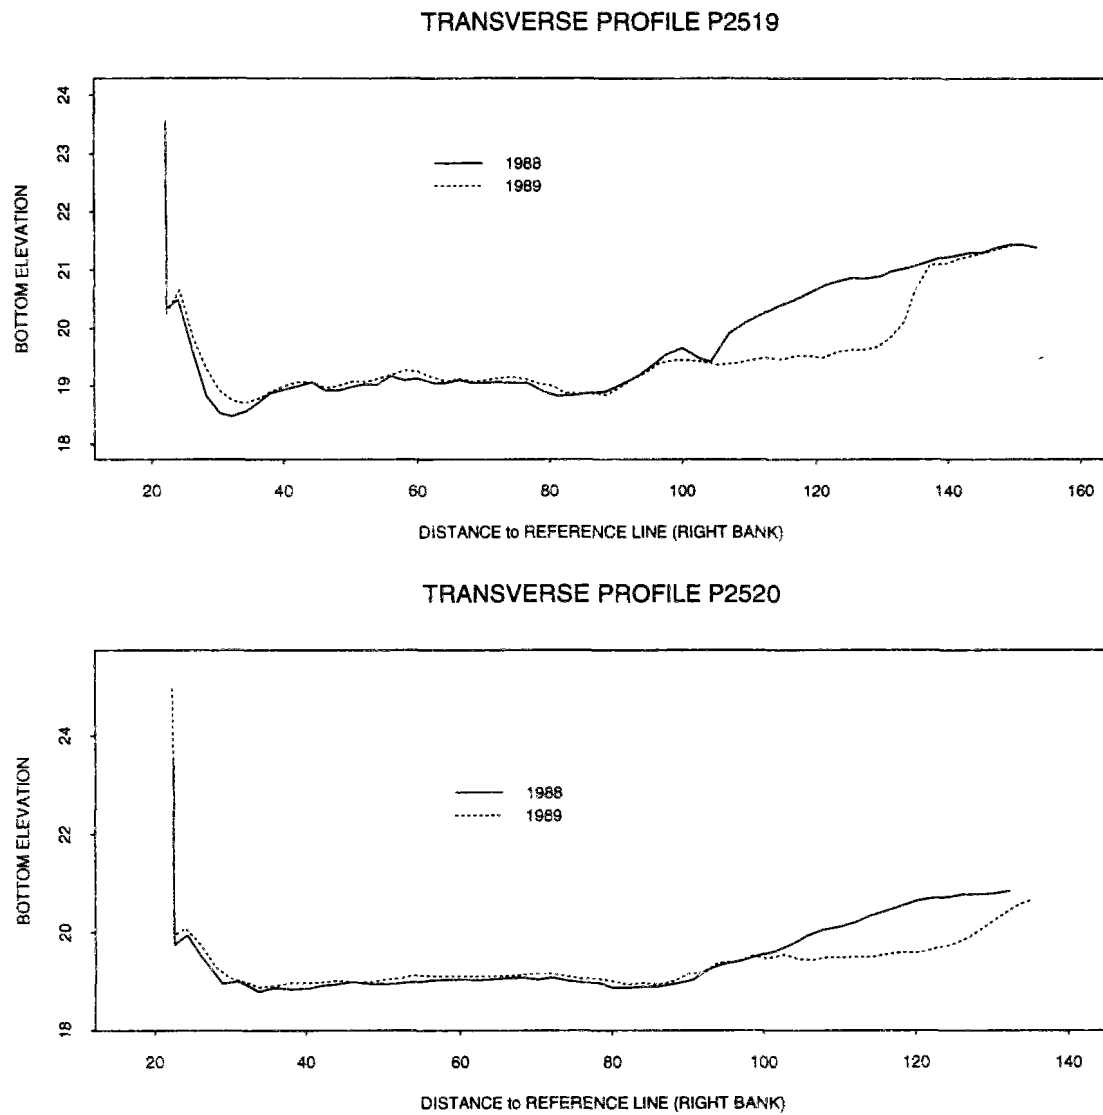 TRANSVERSE PROFILE P2519
24
23
22
21
20
19
18
BOTTOM ELEVATION
1988
1989
20 40 60 80 100 120 140 160
DISTANCE to REFERENCE LINE (RIGHT BANK)
TRANSVERSE PROFILE P2520
24
22
20
18
BOTTOM ELEVATION
1988
1989
20 40 60 80 100 120 140
DISTANCE to REFERENCE LINE (RIGHT BANK)